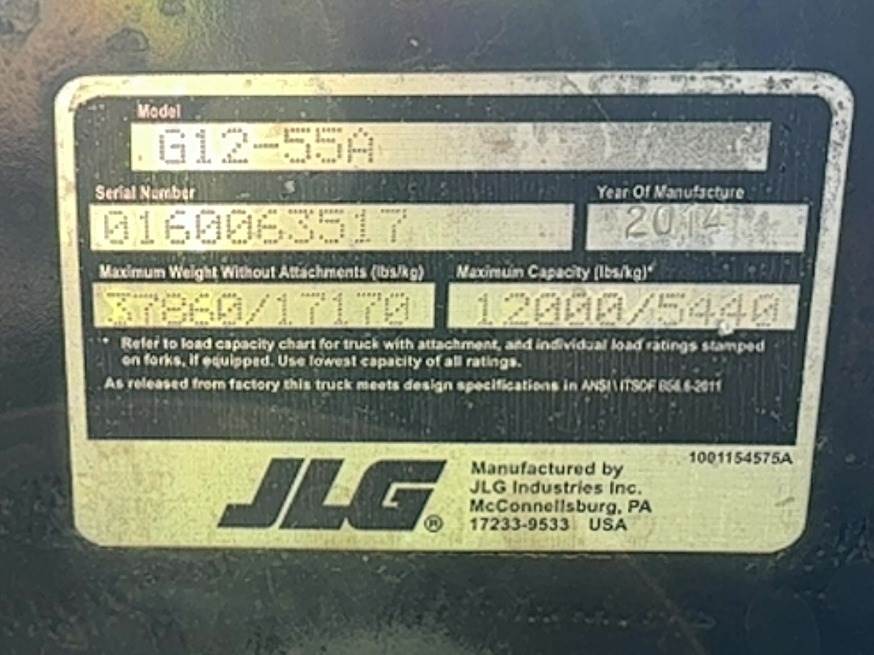 Model
G12-55A
Serial Number
Year Of Manufacture
0160063517
2014
Maximum Weight Without Attachments (lbs/kg)
Maximum Capacity (lbs/kg)*
37860/17170
12000/5440
* Refer to load capacity chart for truck with attachment, and individual load ratings stamped
on forks, if equipped. Use lowest capacity of all ratings.
As released from factory this truck meets design specifications in ANSI \ ITSDF B56.6-2011
1001154575A
JLG®
Manufactured by
JLG Industries Inc.
McConnellsburg, PA
17233-9533 USA